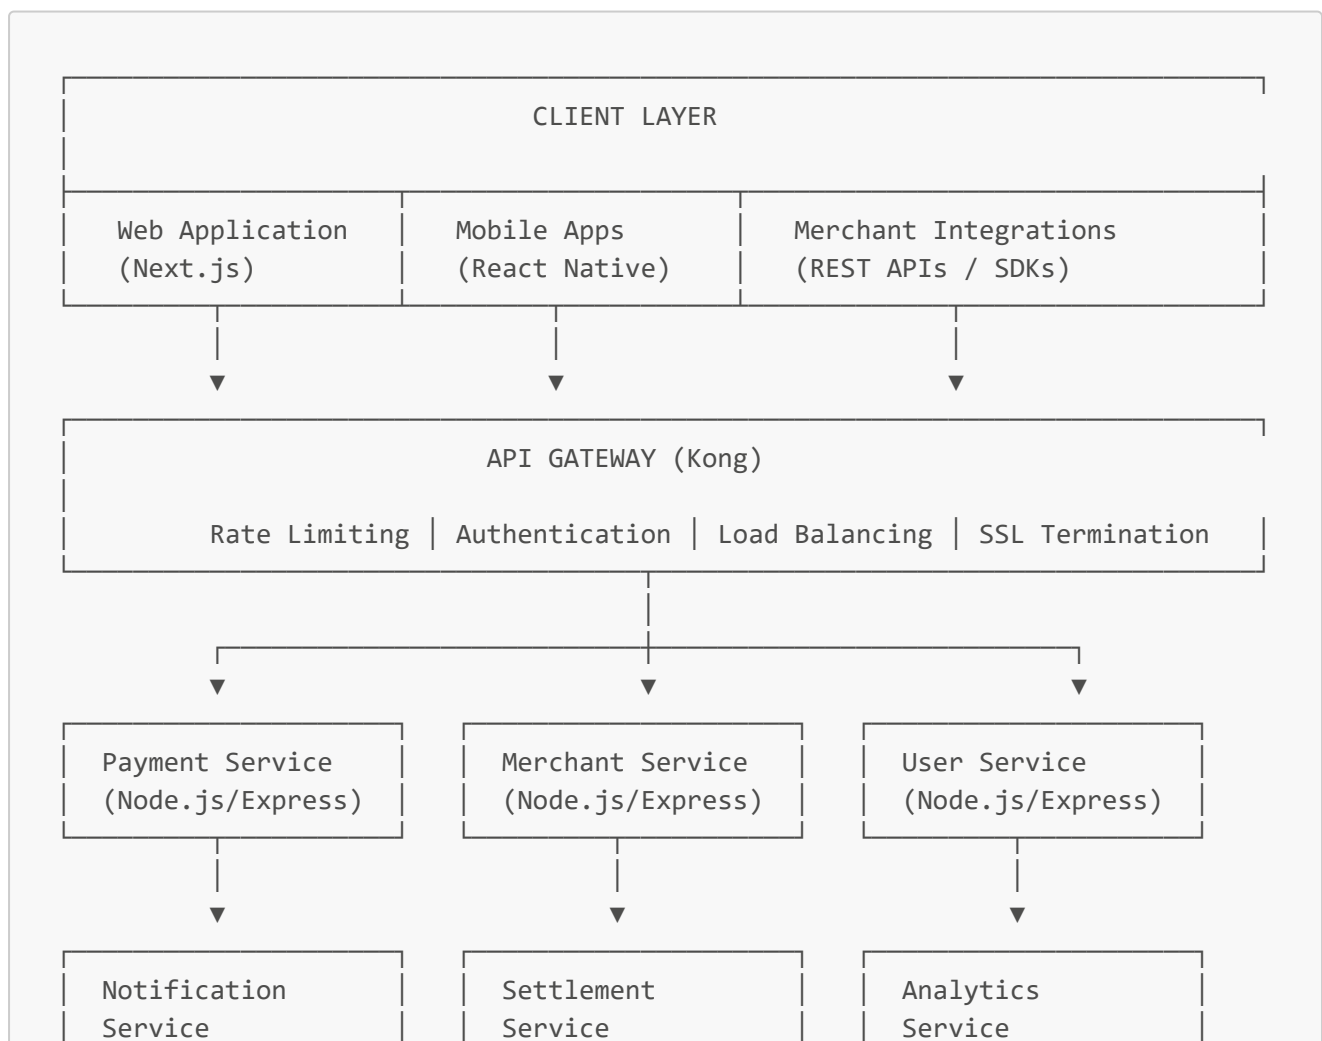 CLIENT LAYER
Web Application │ Mobile Apps │ Merchant Integrations
(Next.js) │ (React Native) │ (REST APIs / SDKs)
▼ ▼ ▼
API GATEWAY (Kong)
Rate Limiting │ Authentication │ Load Balancing │ SSL Termination
▼ ▼ ▼
Payment Service Merchant Service User Service
(Node.js/Express) (Node.js/Express) (Node.js/Express)
▼ ▼ ▼
Notification Settlement Analytics
Service Service Service